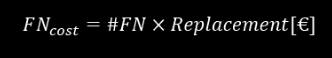 FN_cost = #FN × Replacement[€]